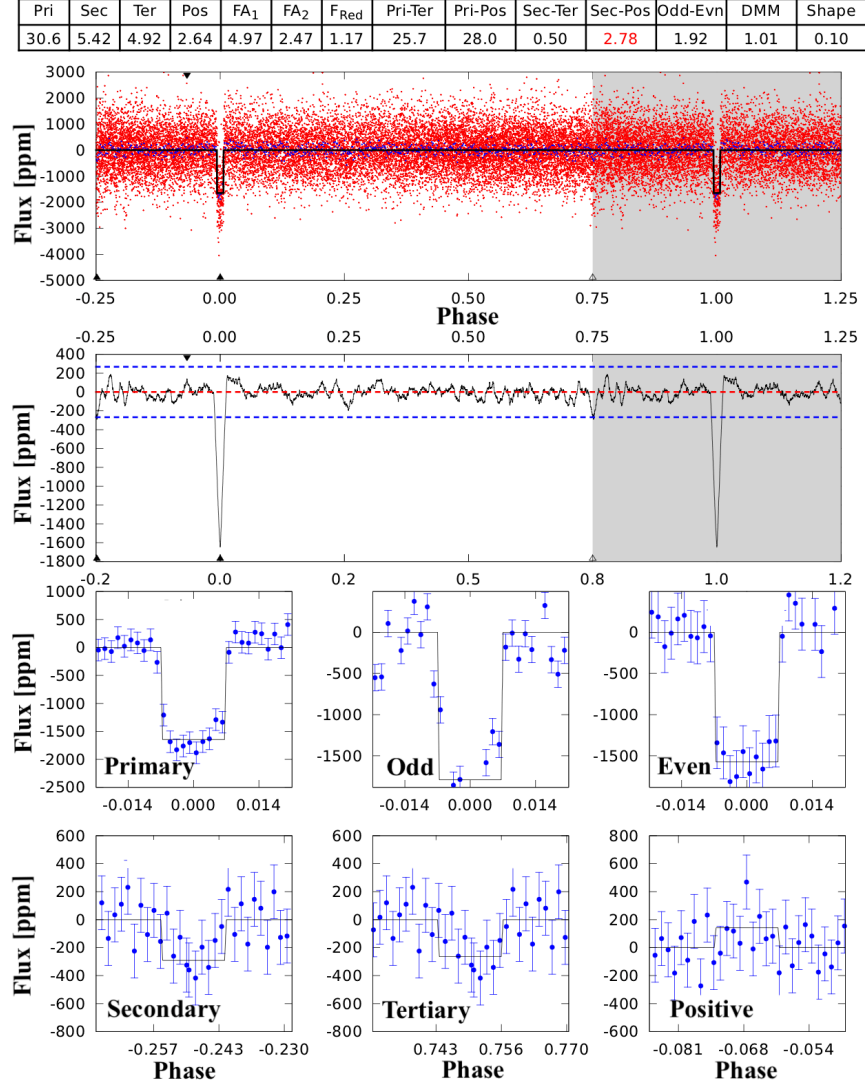 Pri Sec Ter Pos FA1 FA2 FRed Pri-Ter Pri-Pos Sec-Ter Sec-Pos Odd-Evn DMM Shape
30.6 5.42 4.92 2.64 4.97 2.47 1.17 25.7 28.0 0.50 2.78 1.92 1.01 0.10
3000
2000
1000
0
-1000
-2000
-3000
-4000
-5000
Flux [ppm]
-0.25 0.00 0.25 0.50 0.75 1.00 1.25
Phase
-0.25 0.00 0.25 0.50 0.75 1.00 1.25
400
200
0
-200
-400
-600
-800
-1000
-1200
-1400
-1600
-1800
Flux [ppm]
-0.2 0.0 0.2 0.5 0.8 1.0 1.2
1000
500
0
-500
-1000
-1500
-2000
-2500
Flux [ppm]
Primary
-0.014 0.000 0.014
0
-500
-1000
-1500
Odd
-0.014 0.000 0.014
0
-500
-1000
-1500
Even
-0.014 0.000 0.014
600
400
200
0
-200
-400
-600
-800
Flux [ppm]
Secondary
-0.257 -0.243 -0.230
Phase
600
400
200
0
-200
-400
-600
-800
Tertiary
0.743 0.756 0.770
Phase
800
600
400
200
0
-200
-400
-600
Positive
-0.081 -0.068 -0.054
Phase